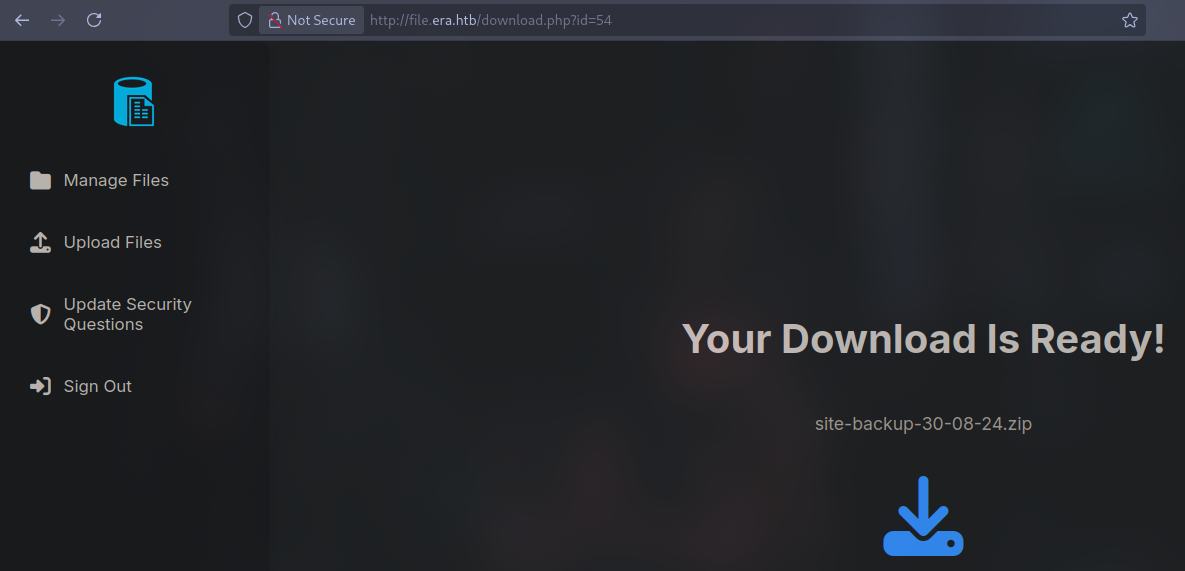 Not Secure http://file.era.htb/download.php?id=54
Manage Files
Upload Files
Update Security
Questions
Sign Out
Your Download Is Ready!
site-backup-30-08-24.zip